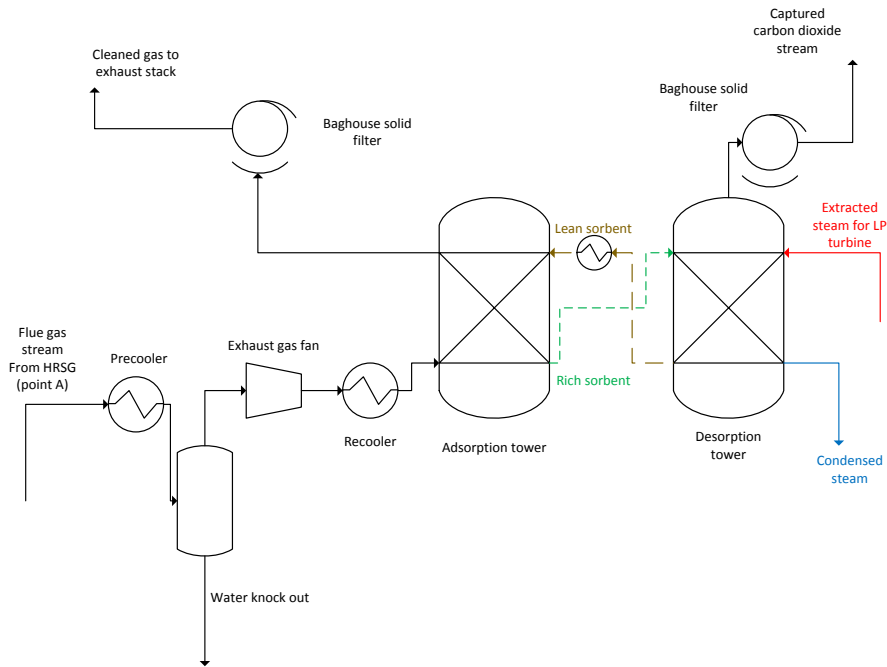 Captured
carbon dioxide
stream
Cleaned gas to
exhaust stack
Baghouse solid
filter
Baghouse solid
filter
Lean sorbent
Extracted
steam for LP
turbine
Flue gas
stream
From HRSG
(point A)
Precooler
Exhaust gas fan
Rich sorbent
Recooler
Adsorption tower
Desorption
tower
Condensed
steam
Water knock out